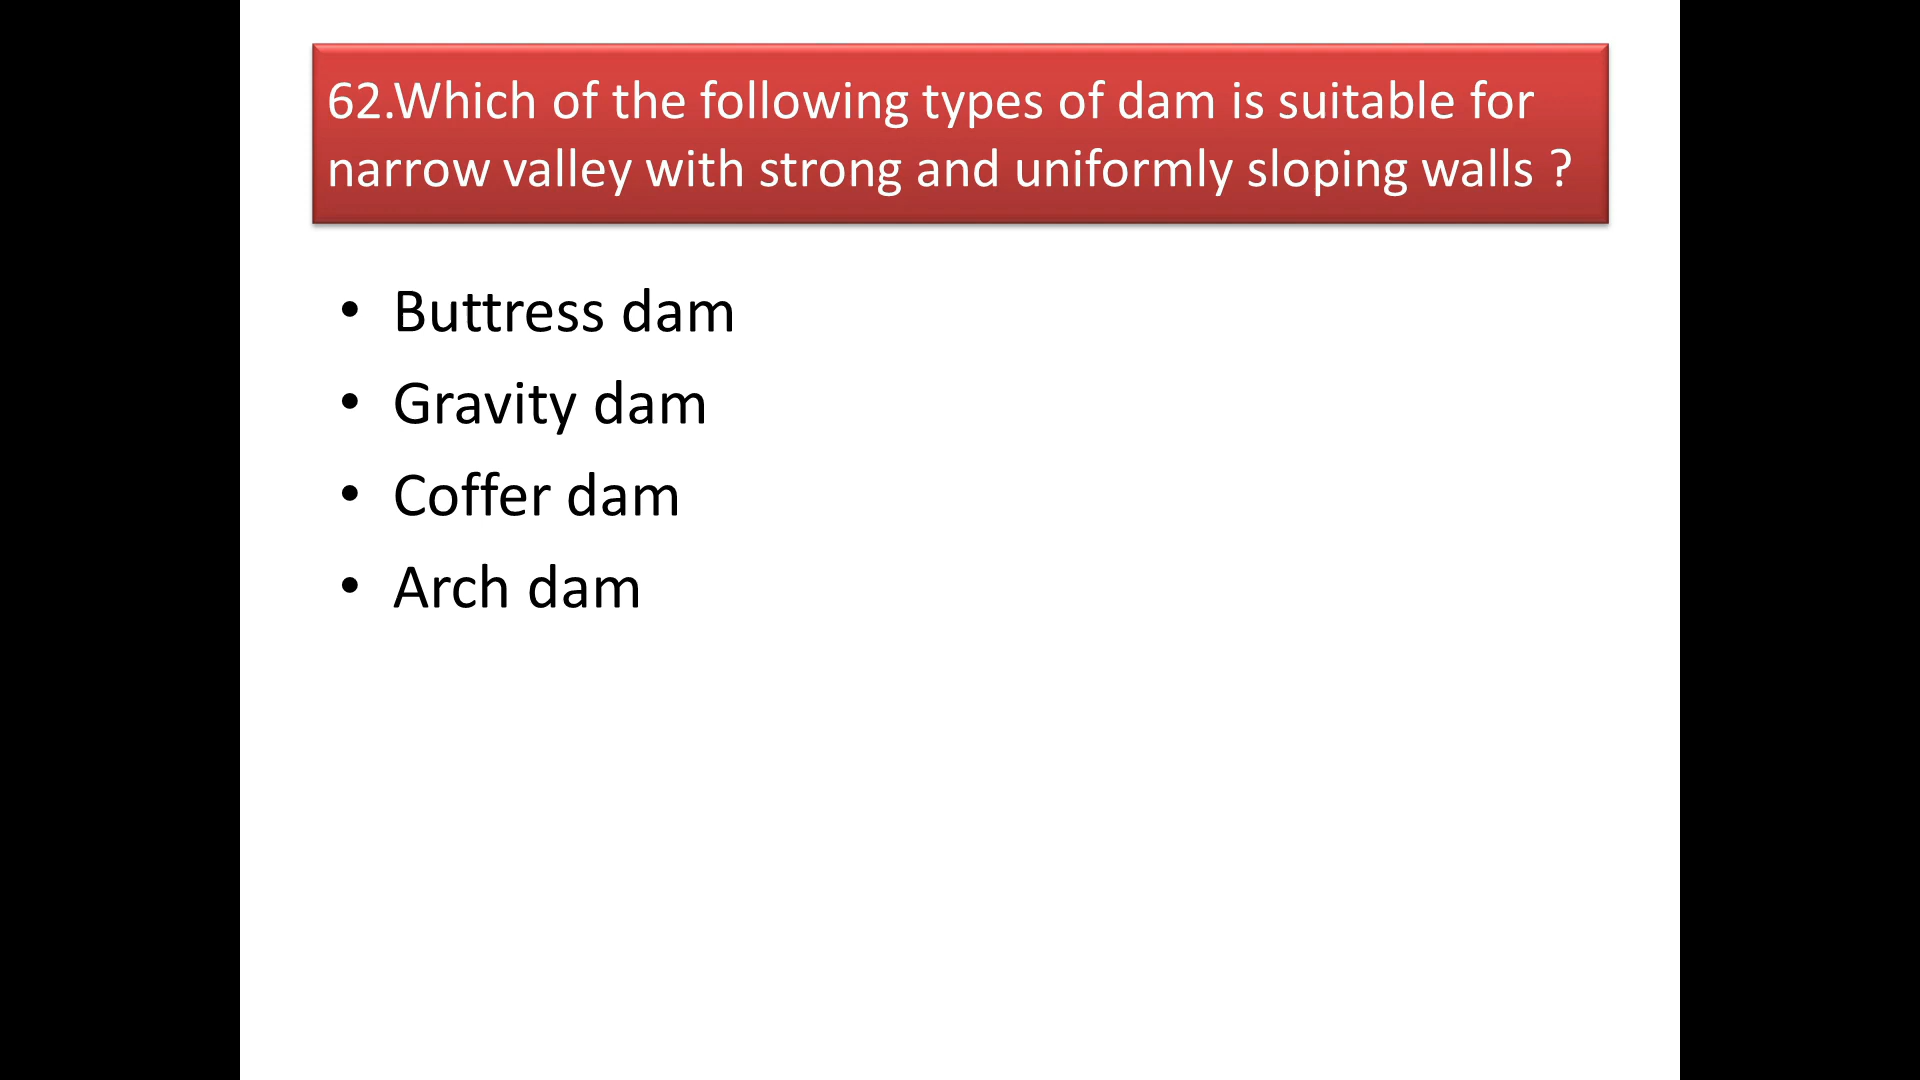 62.Which of the following types of dam is suitable for
narrow valley with strong and uniformly sloping walls ?
• Buttress dam
• Gravity dam
• Coffer dam
• Arch dam